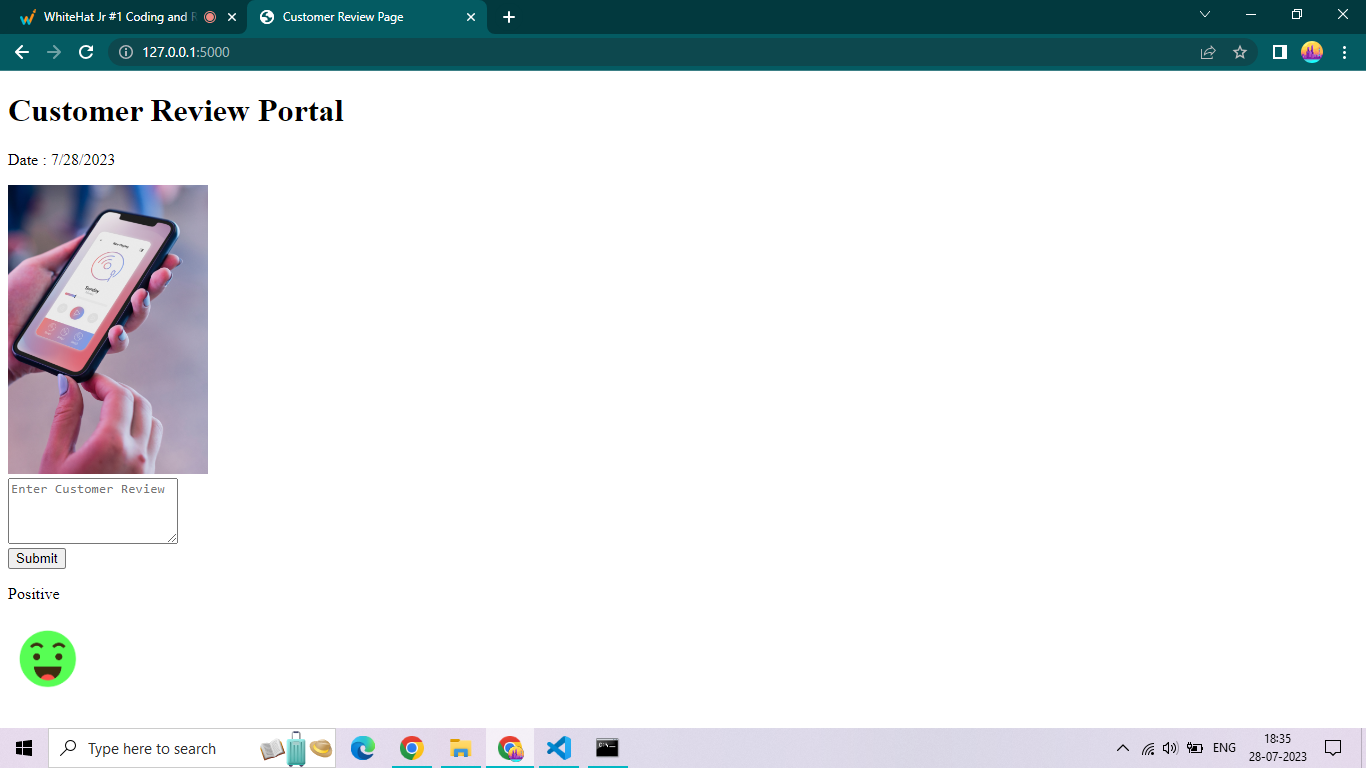 WhiteHat Jr #1 Coding and R
Customer Review Page
127.0.0.1:5000
Customer Review Portal
Date : 7/28/2023
Enter Customer Review
Submit
Positive
Type here to search
ENG
18:35
28-07-2023